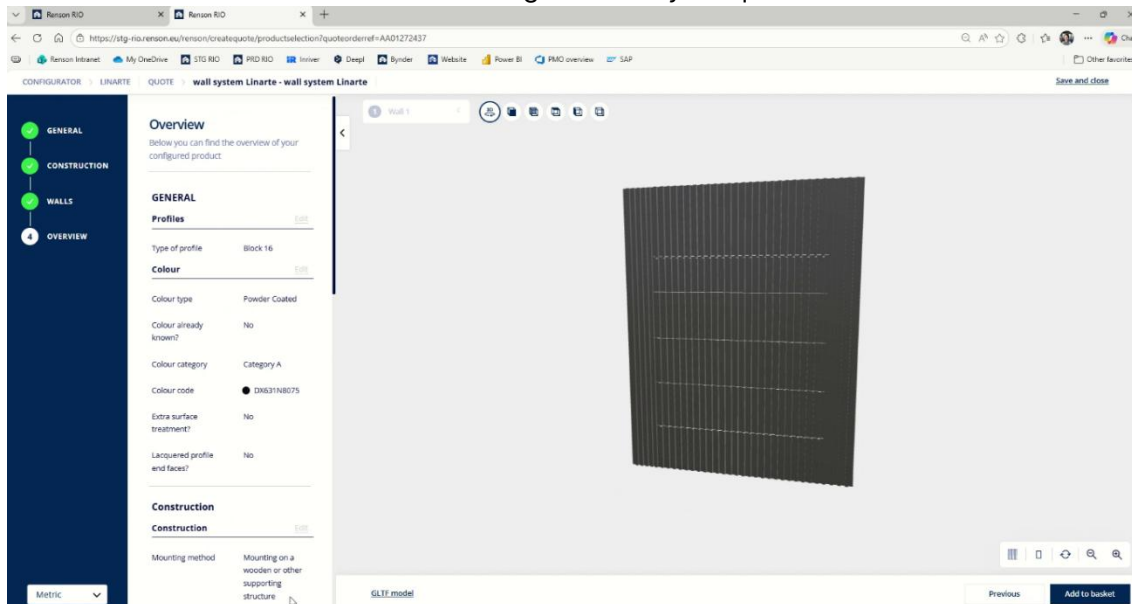 Renson RIO
Renson RIO
https://stg-rio.renson.eu/renson/createquote/productselection?quoteorderref=AA01272437
Renson Intranet My OneDrive STG RIO PRD RIO Inriver Deepl Bynder Website Power BI PMO overview SAP Other favorites
CONFIGURATOR > LINARTE QUOTE > wall system Linarte - wall system Linarte Save and close
GENERAL
CONSTRUCTION
WALLS
4 OVERVIEW
Metric
Overview
Below you can find the overview of your
configured product
GENERAL
Profiles Edit
Type of profile Block 16
Colour Edit
Colour type Powder Coated
Colour already No
known?
Colour category Category A
Colour code DX631N8075
Extra surface No
treatment?
Lacquered profile No
end faces?
Construction
Construction Edit
Mounting method Mounting on a
wooden or other
supporting
structure
1 Wall 1
GLTF model
Previous Add to basket